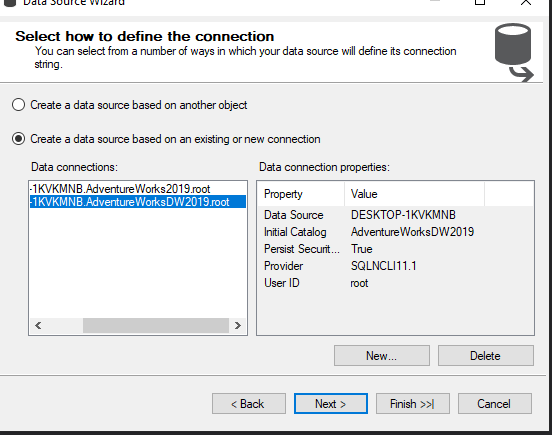 Data Source Wizard
Select how to define the connection
You can select from a number of ways in which your data source will define its connection
string.
Create a data source based on another object
Create a data source based on an existing or new connection
Data connections:
Data connection properties:
-1KVKMNB.AdventureWorks2019.root
-1KVKMNB.AdventureWorksDW2019.root
Property Value
Data Source DESKTOP-1KVKMNB
Initial Catalog AdventureWorksDW2019
Persist Securit... True
Provider SQLNCLI11.1
User ID root
New... Delete
< Back Next > Finish >>| Cancel